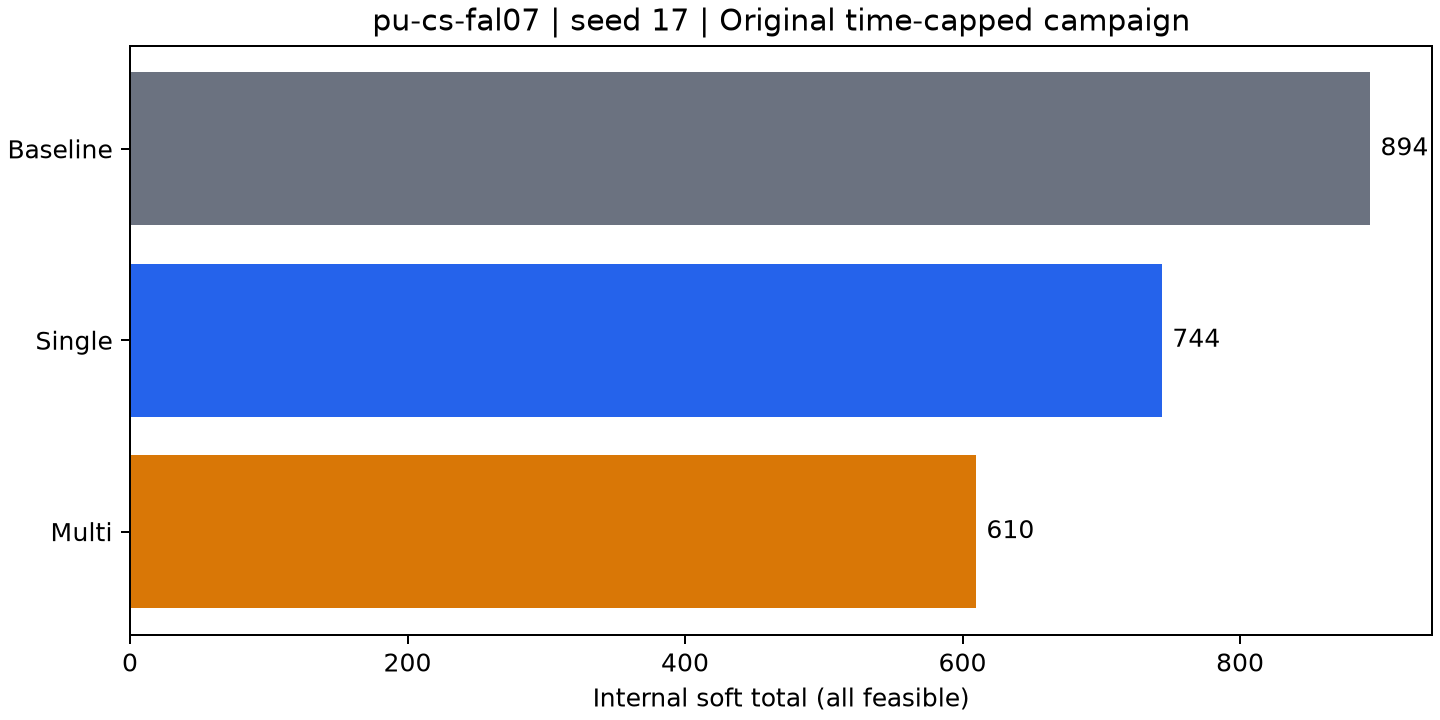 pu-cs-fal07 | seed 17 | Original time-capped campaign
Baseline
894
Single
744
Multi
610
0 200 400 600 800
Internal soft total (all feasible)